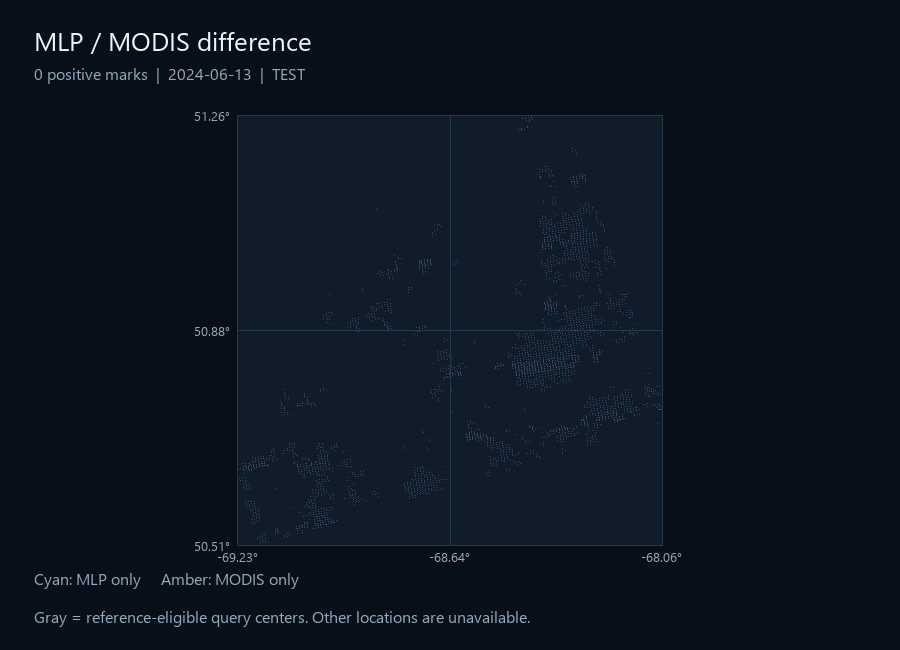 MLP / MODIS difference
0 positive marks | 2024-06-13 | TEST
51.26°
50.88°
50.51°
-69.23° -68.64° -68.06°
Cyan: MLP only Amber: MODIS only
Gray = reference-eligible query centers. Other locations are unavailable.